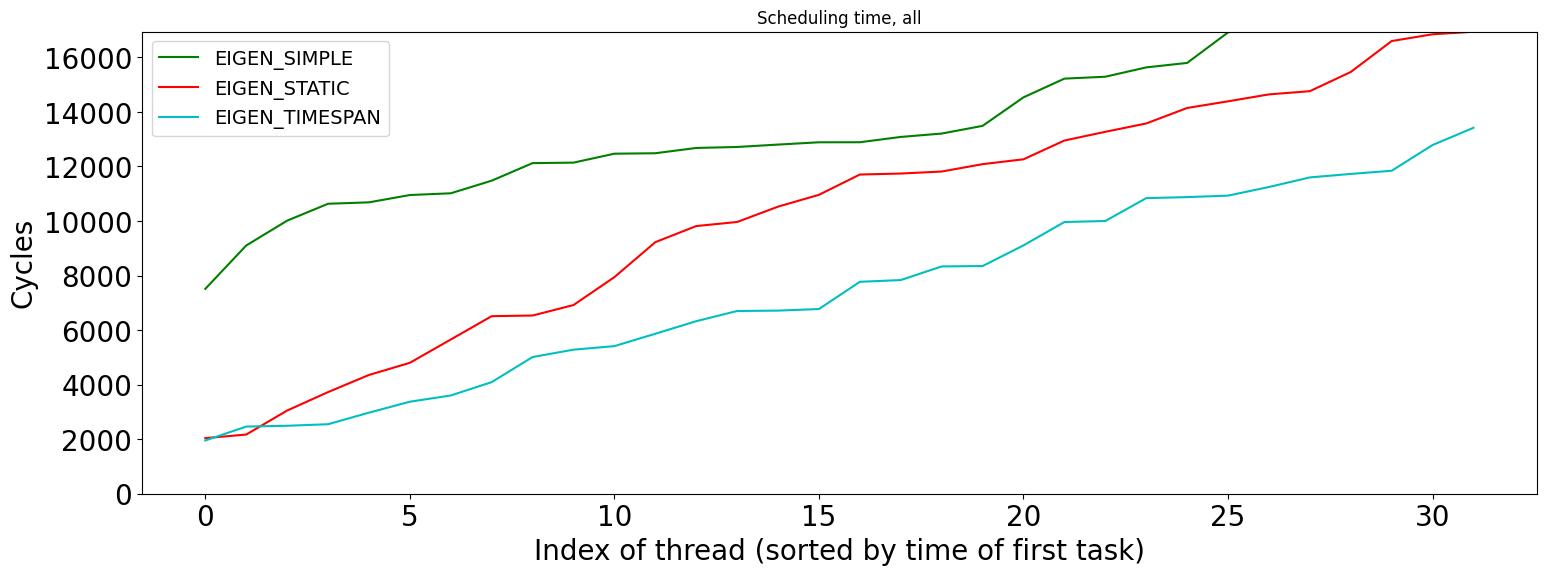 Scheduling time, all
EIGEN_SIMPLE
EIGEN_STATIC
EIGEN_TIMESPAN
Cycles
16000
14000
12000
10000
8000
6000
4000
2000
0
0 5 10 15 20 25 30
Index of thread (sorted by time of first task)